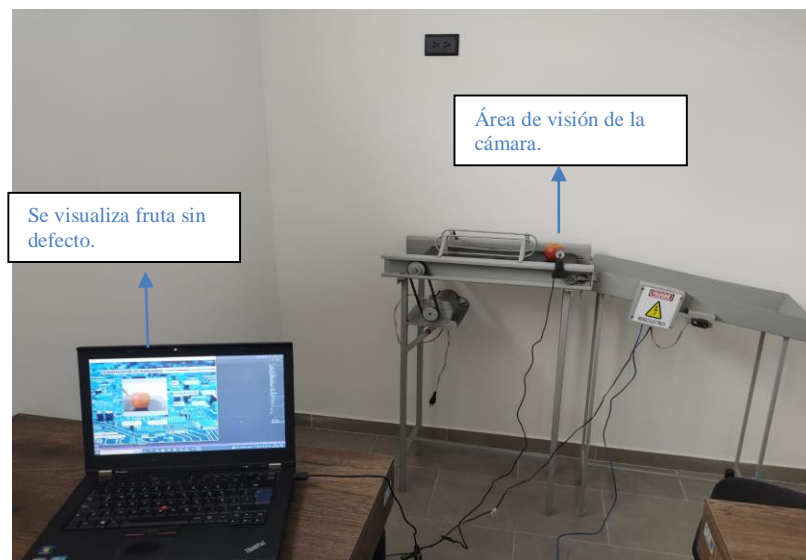 Área de visión de la
cámara.
Se visualiza fruta sin
defecto.
ThinkPad